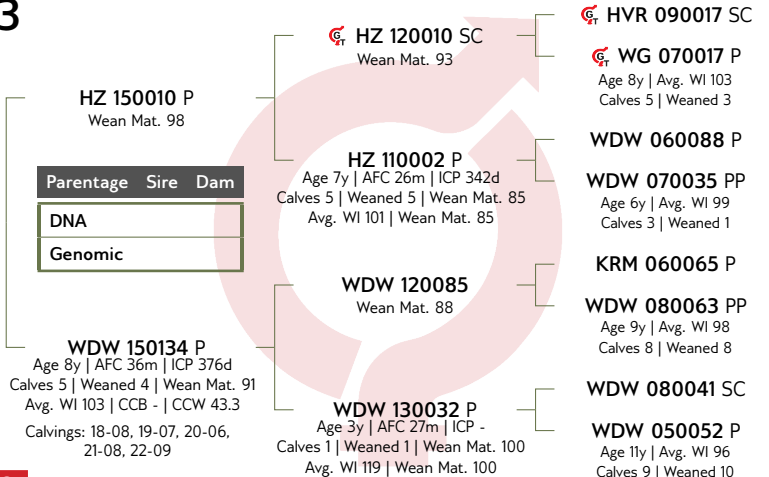 3
HZ 150010 P
Wean Mat. 98
Parentage Sire Dam
DNA
Genomic
WDW 150134 P
Age 8y | AFC 36m | ICP 376d
Calves 5 | Weaned 4 | Wean Mat. 91
Avg. WI 103 | CCB - | CCW 43.3
Calvings: 18-08, 19-07, 20-06,
21-08, 22-09
GT HZ 120010 SC
Wean Mat. 93
HZ 110002 P
Age 7y | AFC 26m | ICP 342d
Calves 5 | Weaned 5 | Wean Mat. 85
Avg. WI 101 | Wean Mat. 85
WDW 120085
Wean Mat. 88
WDW 130032 P
Age 3y | AFC 27m | ICP -
Calves 1 | Weaned 1 | Wean Mat. 100
Avg. WI 119 | Wean Mat. 100
GT HVR 090017 SC
GT WG 070017 P
Age 8y | Avg. WI 103
Calves 5 | Weaned 3
WDW 060088 P
WDW 070035 PP
Age 6y | Avg. WI 99
Calves 3 | Weaned 1
KRM 060065 P
WDW 080063 PP
Age 9y | Avg. WI 98
Calves 8 | Weaned 8
WDW 080041 SC
WDW 050052 P
Age 11y | Avg. WI 96
Calves 9 | Weaned 10